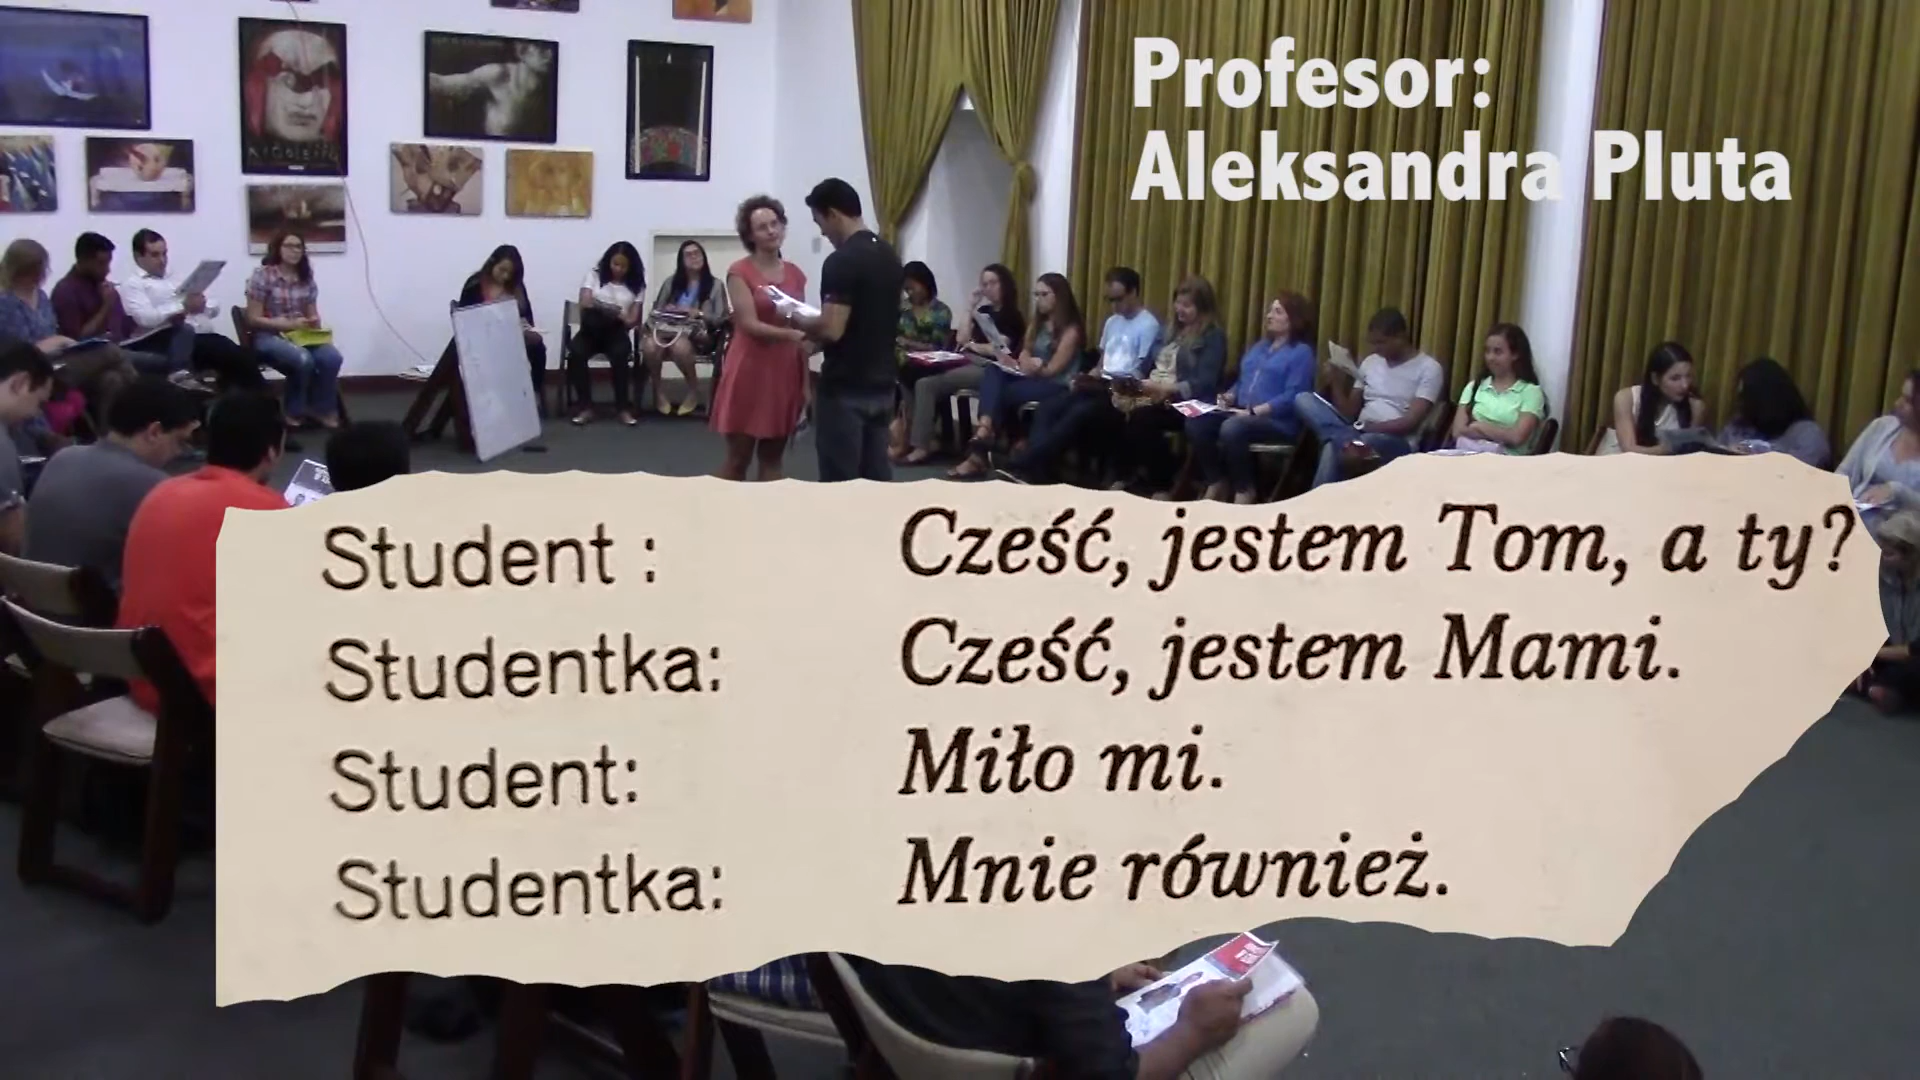 Profesor:
Aleksandra Pluta
Student : Cześć, jestem Tom, a ty?
Studentka: Cześć, jestem Mami.
Student: Miło mi.
Studentka: Mnie również.